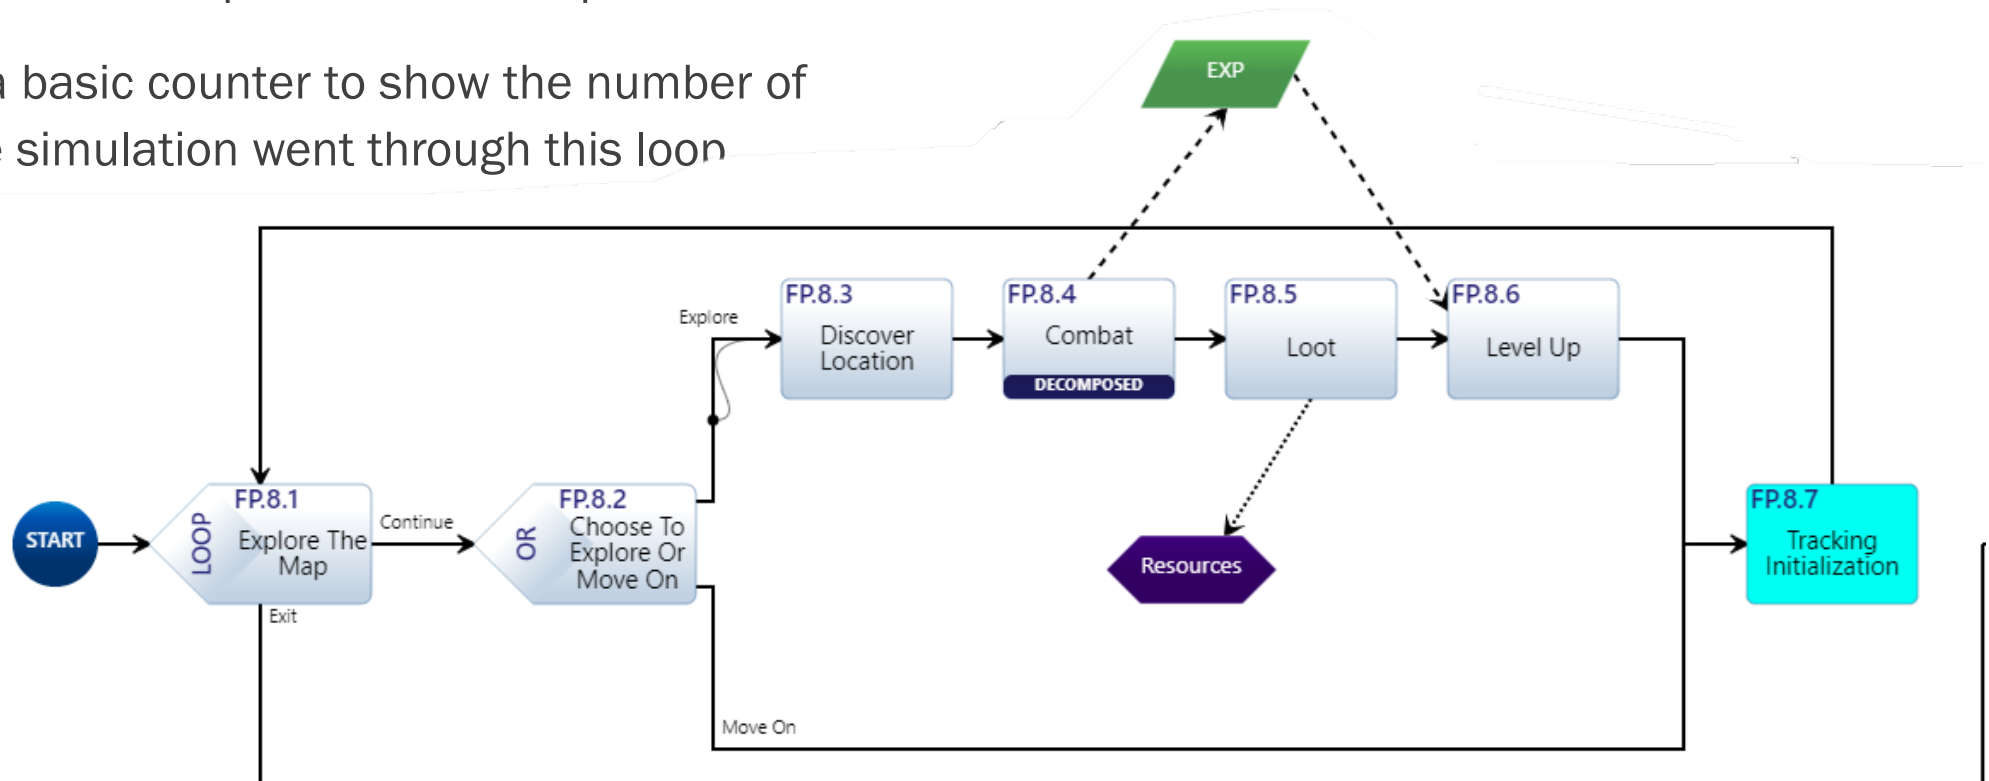 a basic counter to show the number of
simulation went through this loop
EXP
FP.8.3
Discover
Location
FP.8.4
Combat
DECOMPOSED
FP.8.5
Loot
FP.8.6
Level Up
Explore
START
LOOP
FP.8.1
Explore The
Map
Continue
OR
FP.8.2
Choose To
Explore Or
Move On
Resources
FP.8.7
Tracking
Initialization
Exit
Move On